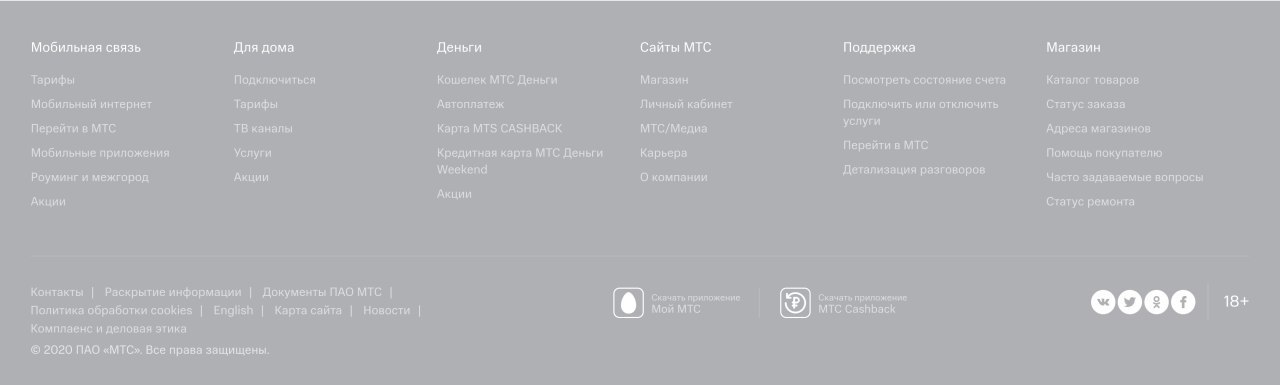 Мобильная связь
Тарифы
Мобильный интернет
Перейти в МТС
Мобильные приложения
Роуминг и межгород
Акции
Для дома
Подключиться
Тарифы
ТВ каналы
Услуги
Акции
Деньги
Кошелек МТС Деньги
Автоплатеж
Карта MTS CASHBACK
Кредитная карта МТС Деньги
Weekend
Акции
Сайты МТС
Магазин
Личный кабинет
МТС/Медиа
Карьера
О компании
Поддержка
Посмотреть состояние счета
Подключить или отключить
услуги
Перейти в МТС
Детализация разговоров
Магазин
Каталог товаров
Статус заказа
Адреса магазинов
Помощь покупателю
Часто задаваемые вопросы
Статус ремонта
Контакты | Раскрытие информации | Документы ПАО МТС |
Политика обработки cookies | English | Карта сайта | Новости |
Комплаенс и деловая этика
© 2020 ПАО «МТС». Все права защищены.
Скачать приложение
Мой МТС
Скачать приложение
МТС Cashback
18+